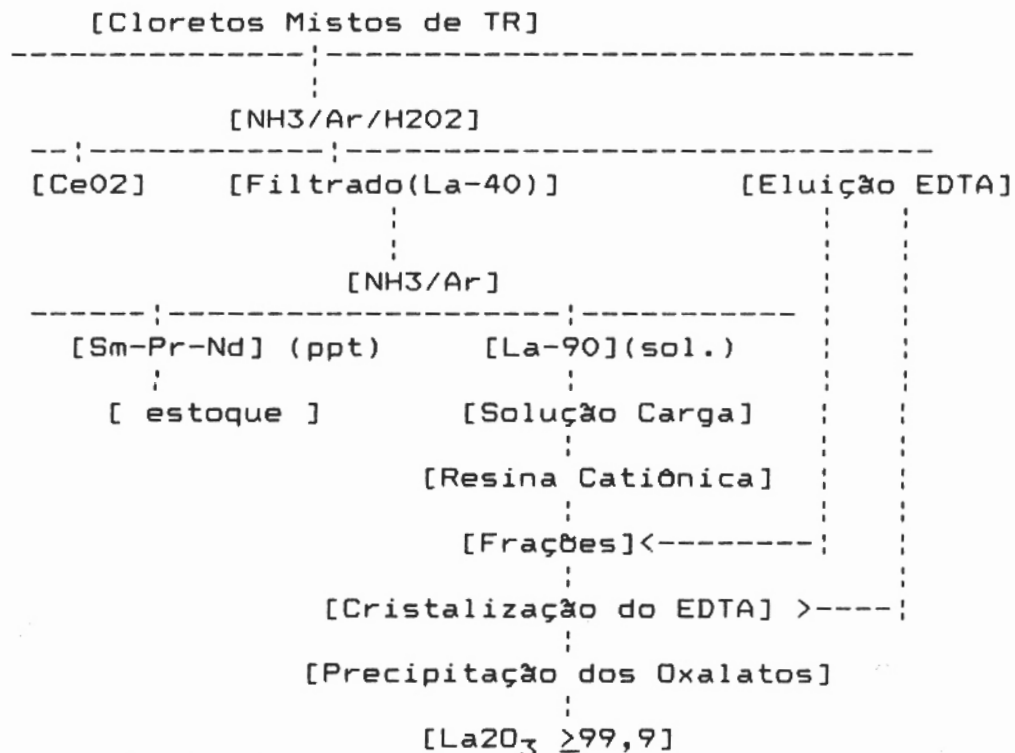 [Cloretos Mistos de TR]
[NH3/Ar/H2O2]
[CeO2] [Filtrado(La-40)] [Eluição EDTA]
[NH3/Ar]
[Sm-Pr-Nd] (ppt) [La-90](sol.)
[ estoque ] [Solução Carga]
[Resina Catiônica]
[Frações]<--------
[Cristalização do EDTA] >----
[Precipitação dos Oxalatos]
[La2O3 ≥99,9]